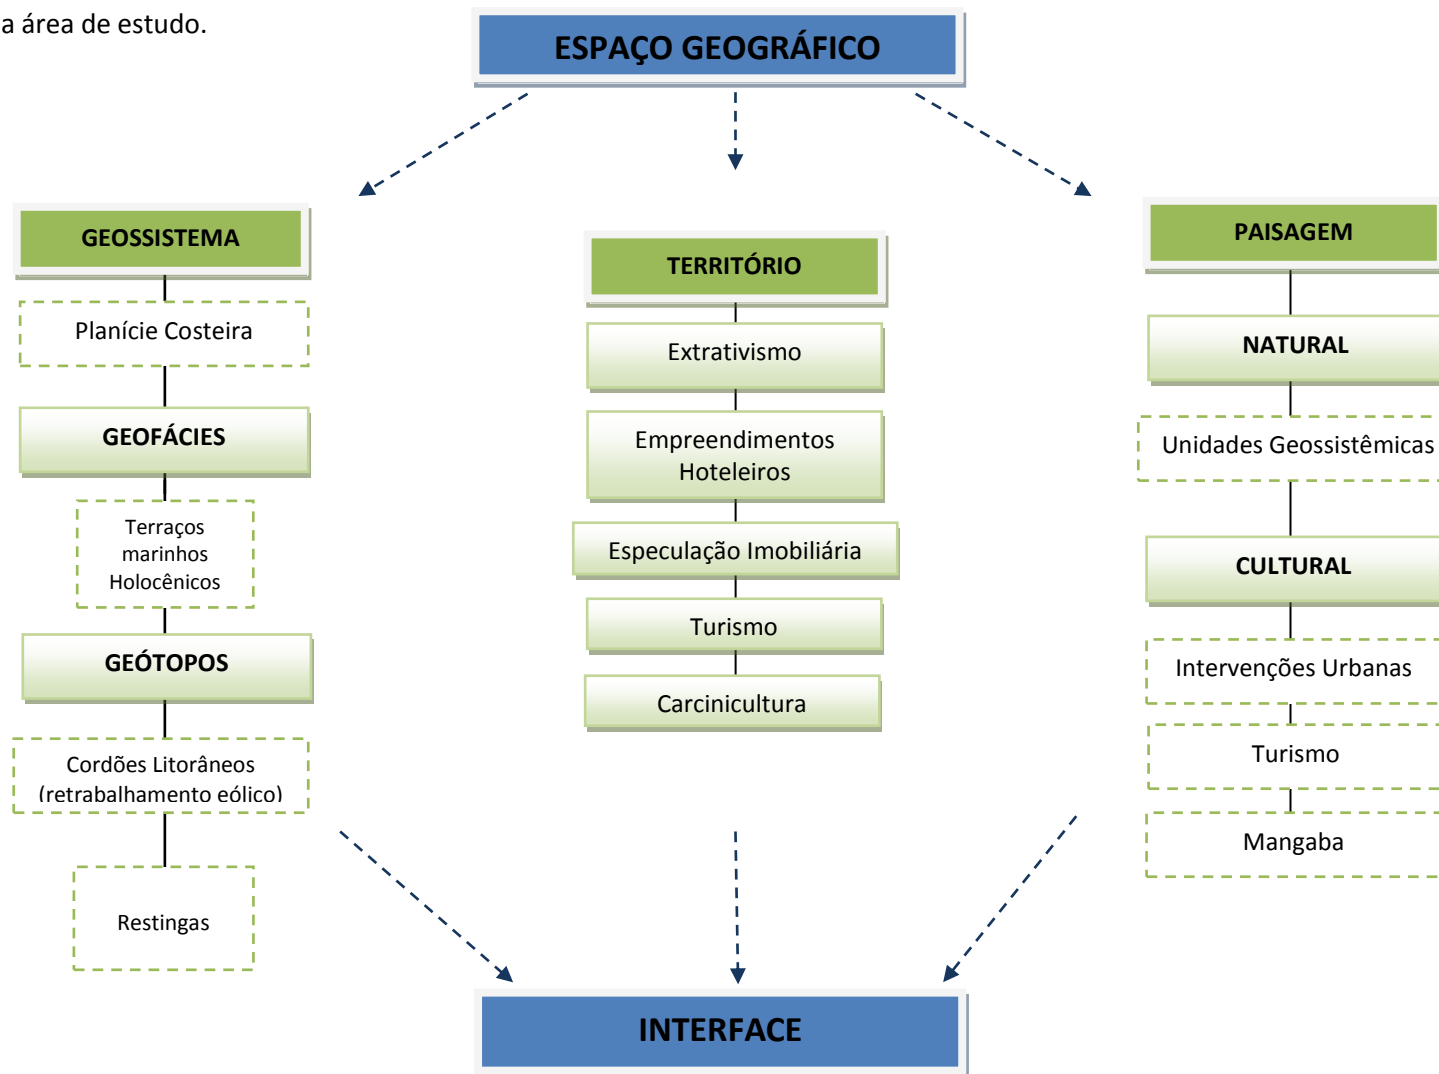 a área de estudo.
ESPAÇO GEOGRÁFICO
GEOSSISTEMA
Planície Costeira
GEOFÁCIES
Terraços
marinhos
Holocênicos
GEÓTOPOS
Cordões Litorâneos
(retrabalhamento eólico)
Restingas
TERRITÓRIO
Extrativismo
Empreendimentos
Hoteleiros
Especulação Imobiliária
Turismo
Carcinicultura
PAISAGEM
NATURAL
Unidades Geossistêmicas
CULTURAL
Intervenções Urbanas
Turismo
Mangaba
INTERFACE